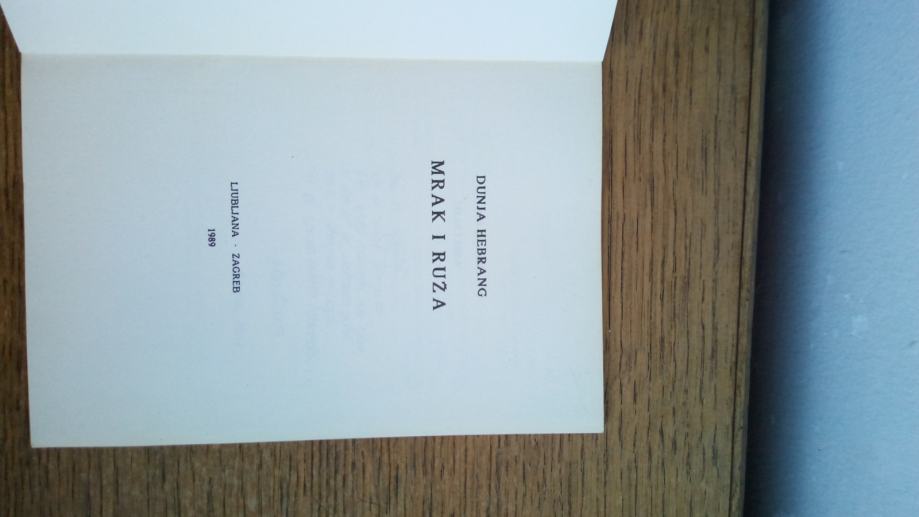 DUNJA HEBRANG
MRAK I RUŽA
LJUBLJANA · ZAGREB
1989